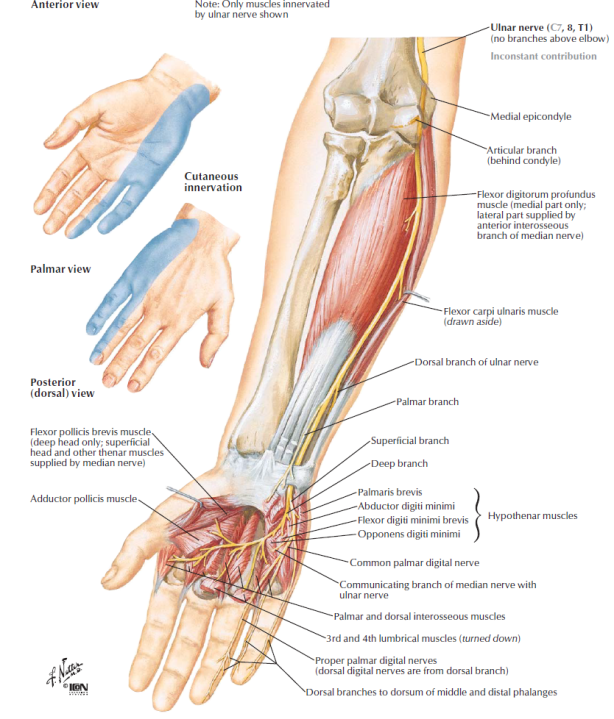 Anterior view
Note: Only muscles innervated
by ulnar nerve shown
Ulnar nerve (C7, 8, T1)
(no branches above elbow)
Inconstant contribution
Medial epicondyle
Articular branch
(behind condyle)
Cutaneous
innervation
Flexor digitorum profundus
muscle (medial part only;
lateral part supplied by
anterior interosseous
branch of median nerve)
Palmar view
Flexor carpi ulnaris muscle
(drawn aside)
Dorsal branch of ulnar nerve
Posterior
(dorsal) view
Palmar branch
Flexor pollicis brevis muscle
(deep head only; superficial
head and other thenar muscles
supplied by median nerve)
Superficial branch
Deep branch
Adductor pollicis muscle
Palmaris brevis
Abductor digiti minimi
Flexor digiti minimi brevis
Opponens digiti minimi
Hypothenar muscles
Common palmar digital nerve
Communicating branch of median nerve with
ulnar nerve
Palmar and dorsal interosseous muscles
3rd and 4th lumbrical muscles (turned down)
Proper palmar digital nerves
(dorsal digital nerves are from dorsal branch)
Dorsal branches to dorsum of middle and distal phalanges
f. Netter
©